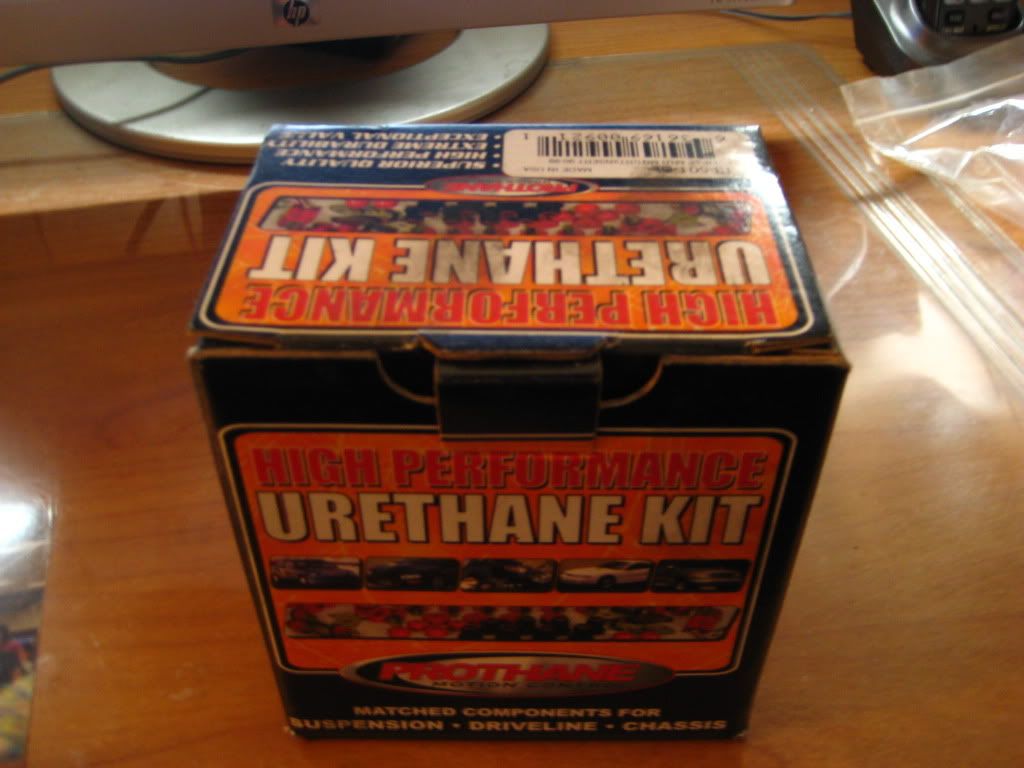 hp
• SUPERIOR QUALITY
• HIGH PERFORMANCE
• EXTREME DURABILITY
EXCEPTIONAL VALUE
MADE IN USA
PROTHANE
URETHANE KIT
HIGH PERFORMANCE
HIGH PERFORMANCE
URETHANE KIT
PROTHANE
MOTION CONTROL
MATCHED COMPONENTS FOR
SUSPENSION • DRIVELINE • CHASSIS